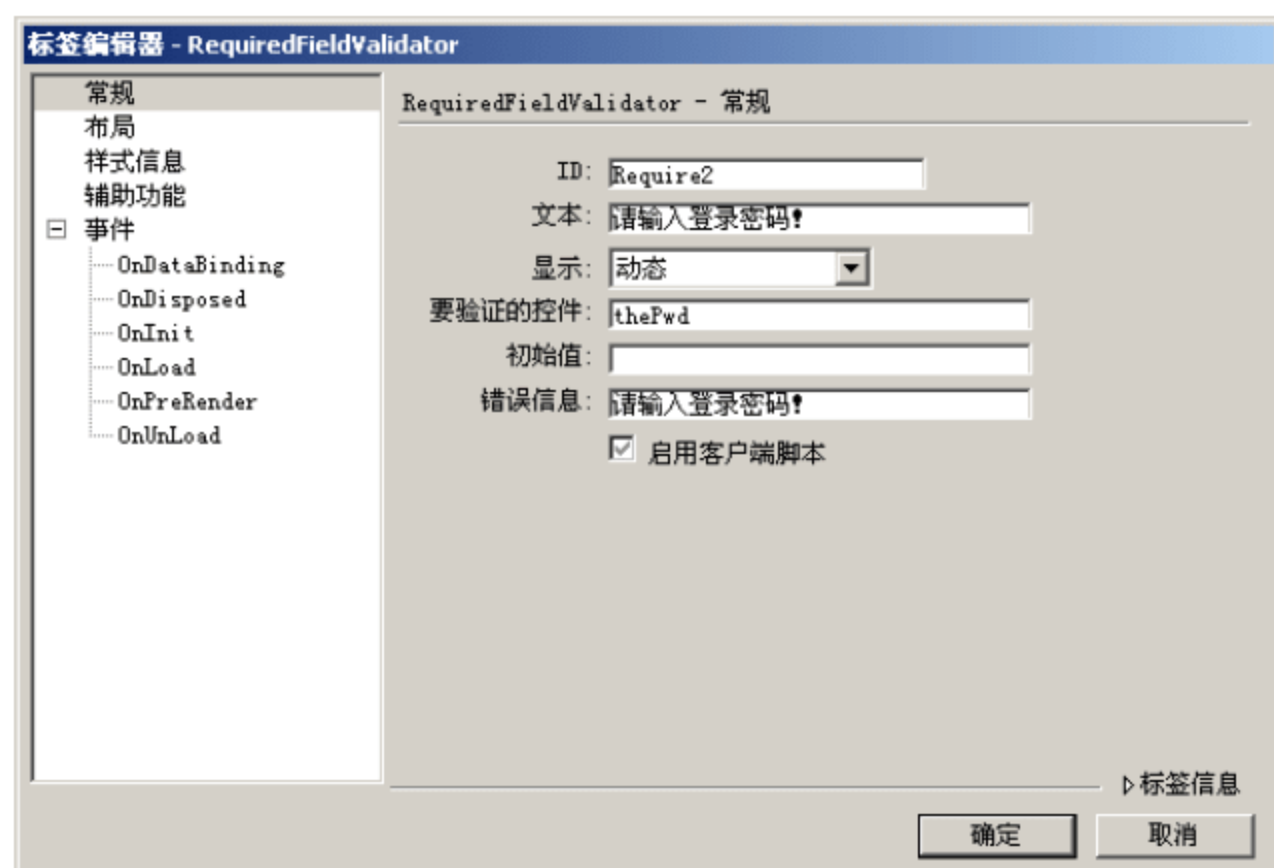 标签编辑器 - RequiredFieldValidator
常规
布局
样式信息
辅助功能
事件
OnDataBinding
OnDisposed
OnInit
OnLoad
OnPreRender
OnUnLoad
RequiredFieldValidator - 常规
ID: Require2
文本: 请输入登录密码!
显示: 动态
要验证的控件: thePwd
初始值:
错误信息: 请输入登录密码!
启用客户端脚本
标签信息
确定 取消